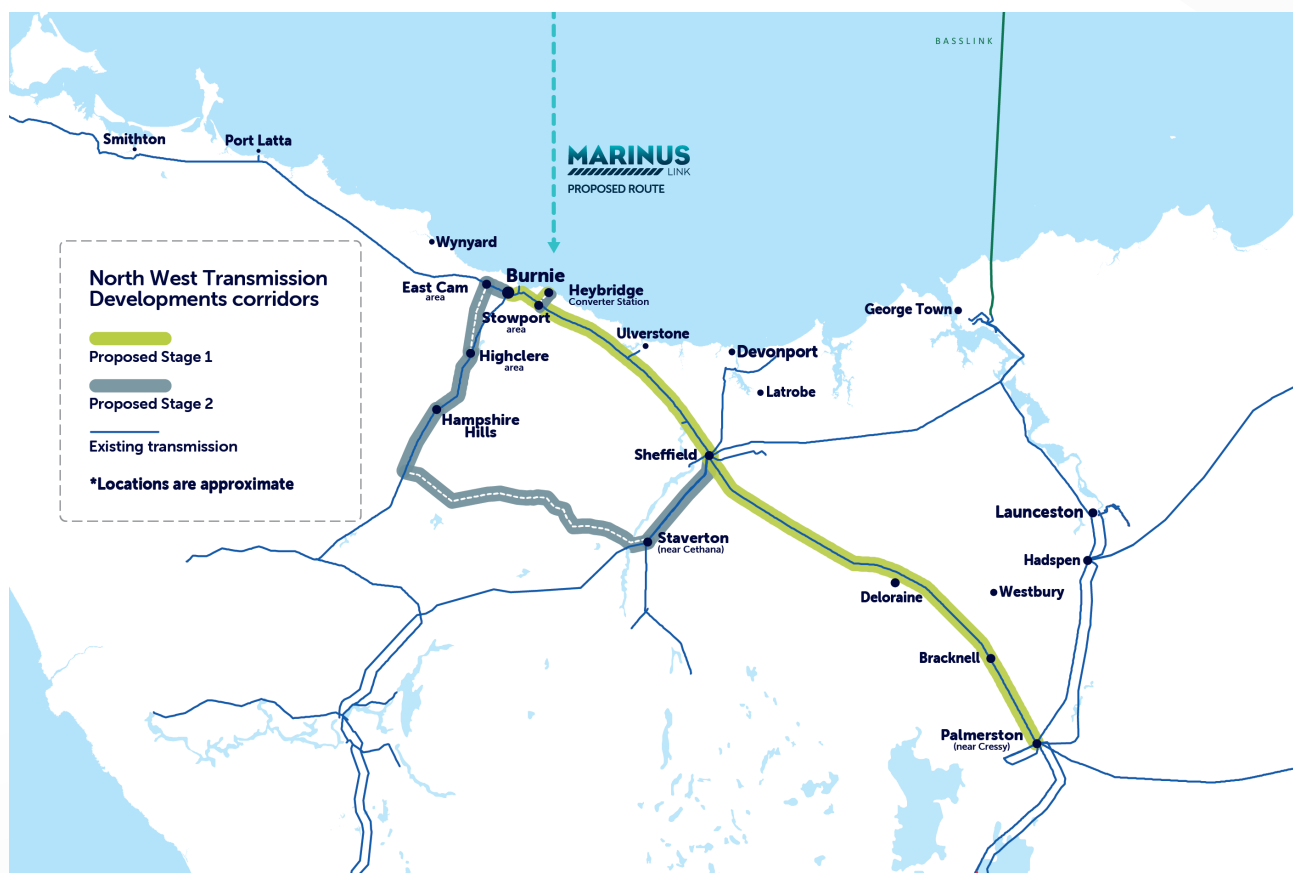 BASSLINK
Smithton
Port Latta
MARINUS
LINK
PROPOSED ROUTE
Wynyard
North West Transmission
Developments corridors
Proposed Stage 1
Proposed Stage 2
Existing transmission
*Locations are approximate
East Cam
area
Burnie
Heybridge
Converter Station
Stowport
area
Ulverstone
George Town
Highclere
area
Devonport
Latrobe
Hampshire
Hills
Sheffield
Launceston
Staverton
(near Cethana)
Hadspen
Deloraine
Westbury
Bracknell
Palmerston
(near Cressy)